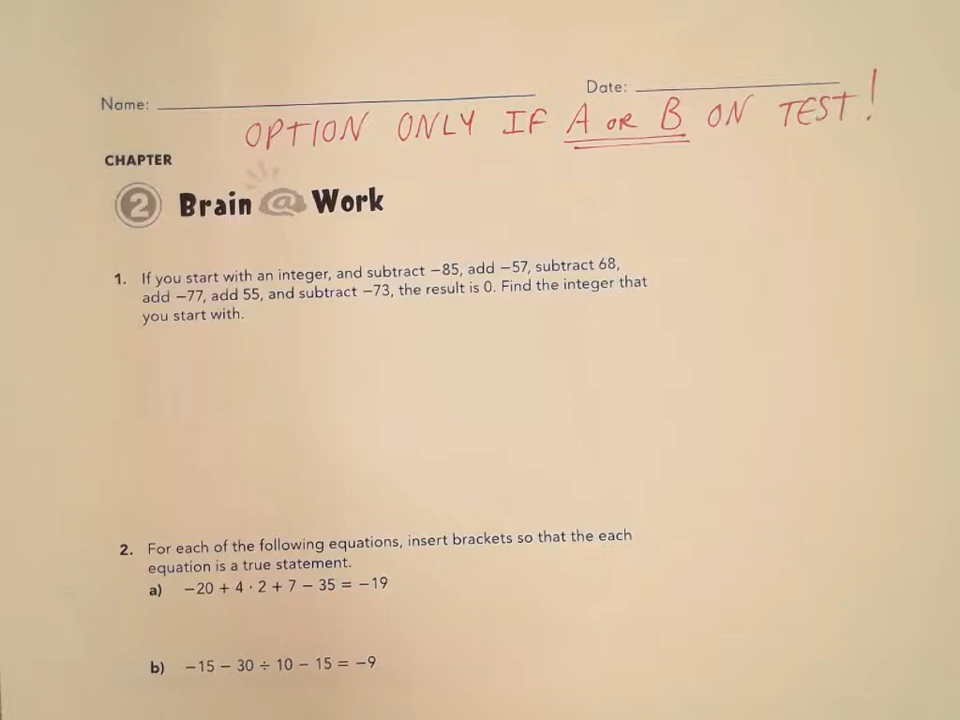 Name: Date:
OPTION ONLY IF A OR B ON TEST!
CHAPTER
2 Brain @ Work
1. If you start with an integer, and subtract −85, add −57, subtract 68,
add −77, add 55, and subtract −73, the result is 0. Find the integer that
you start with.
2. For each of the following equations, insert brackets so that the each
equation is a true statement.
a) −20 + 4 · 2 + 7 − 35 = −19
b) −15 − 30 ÷ 10 − 15 = −9